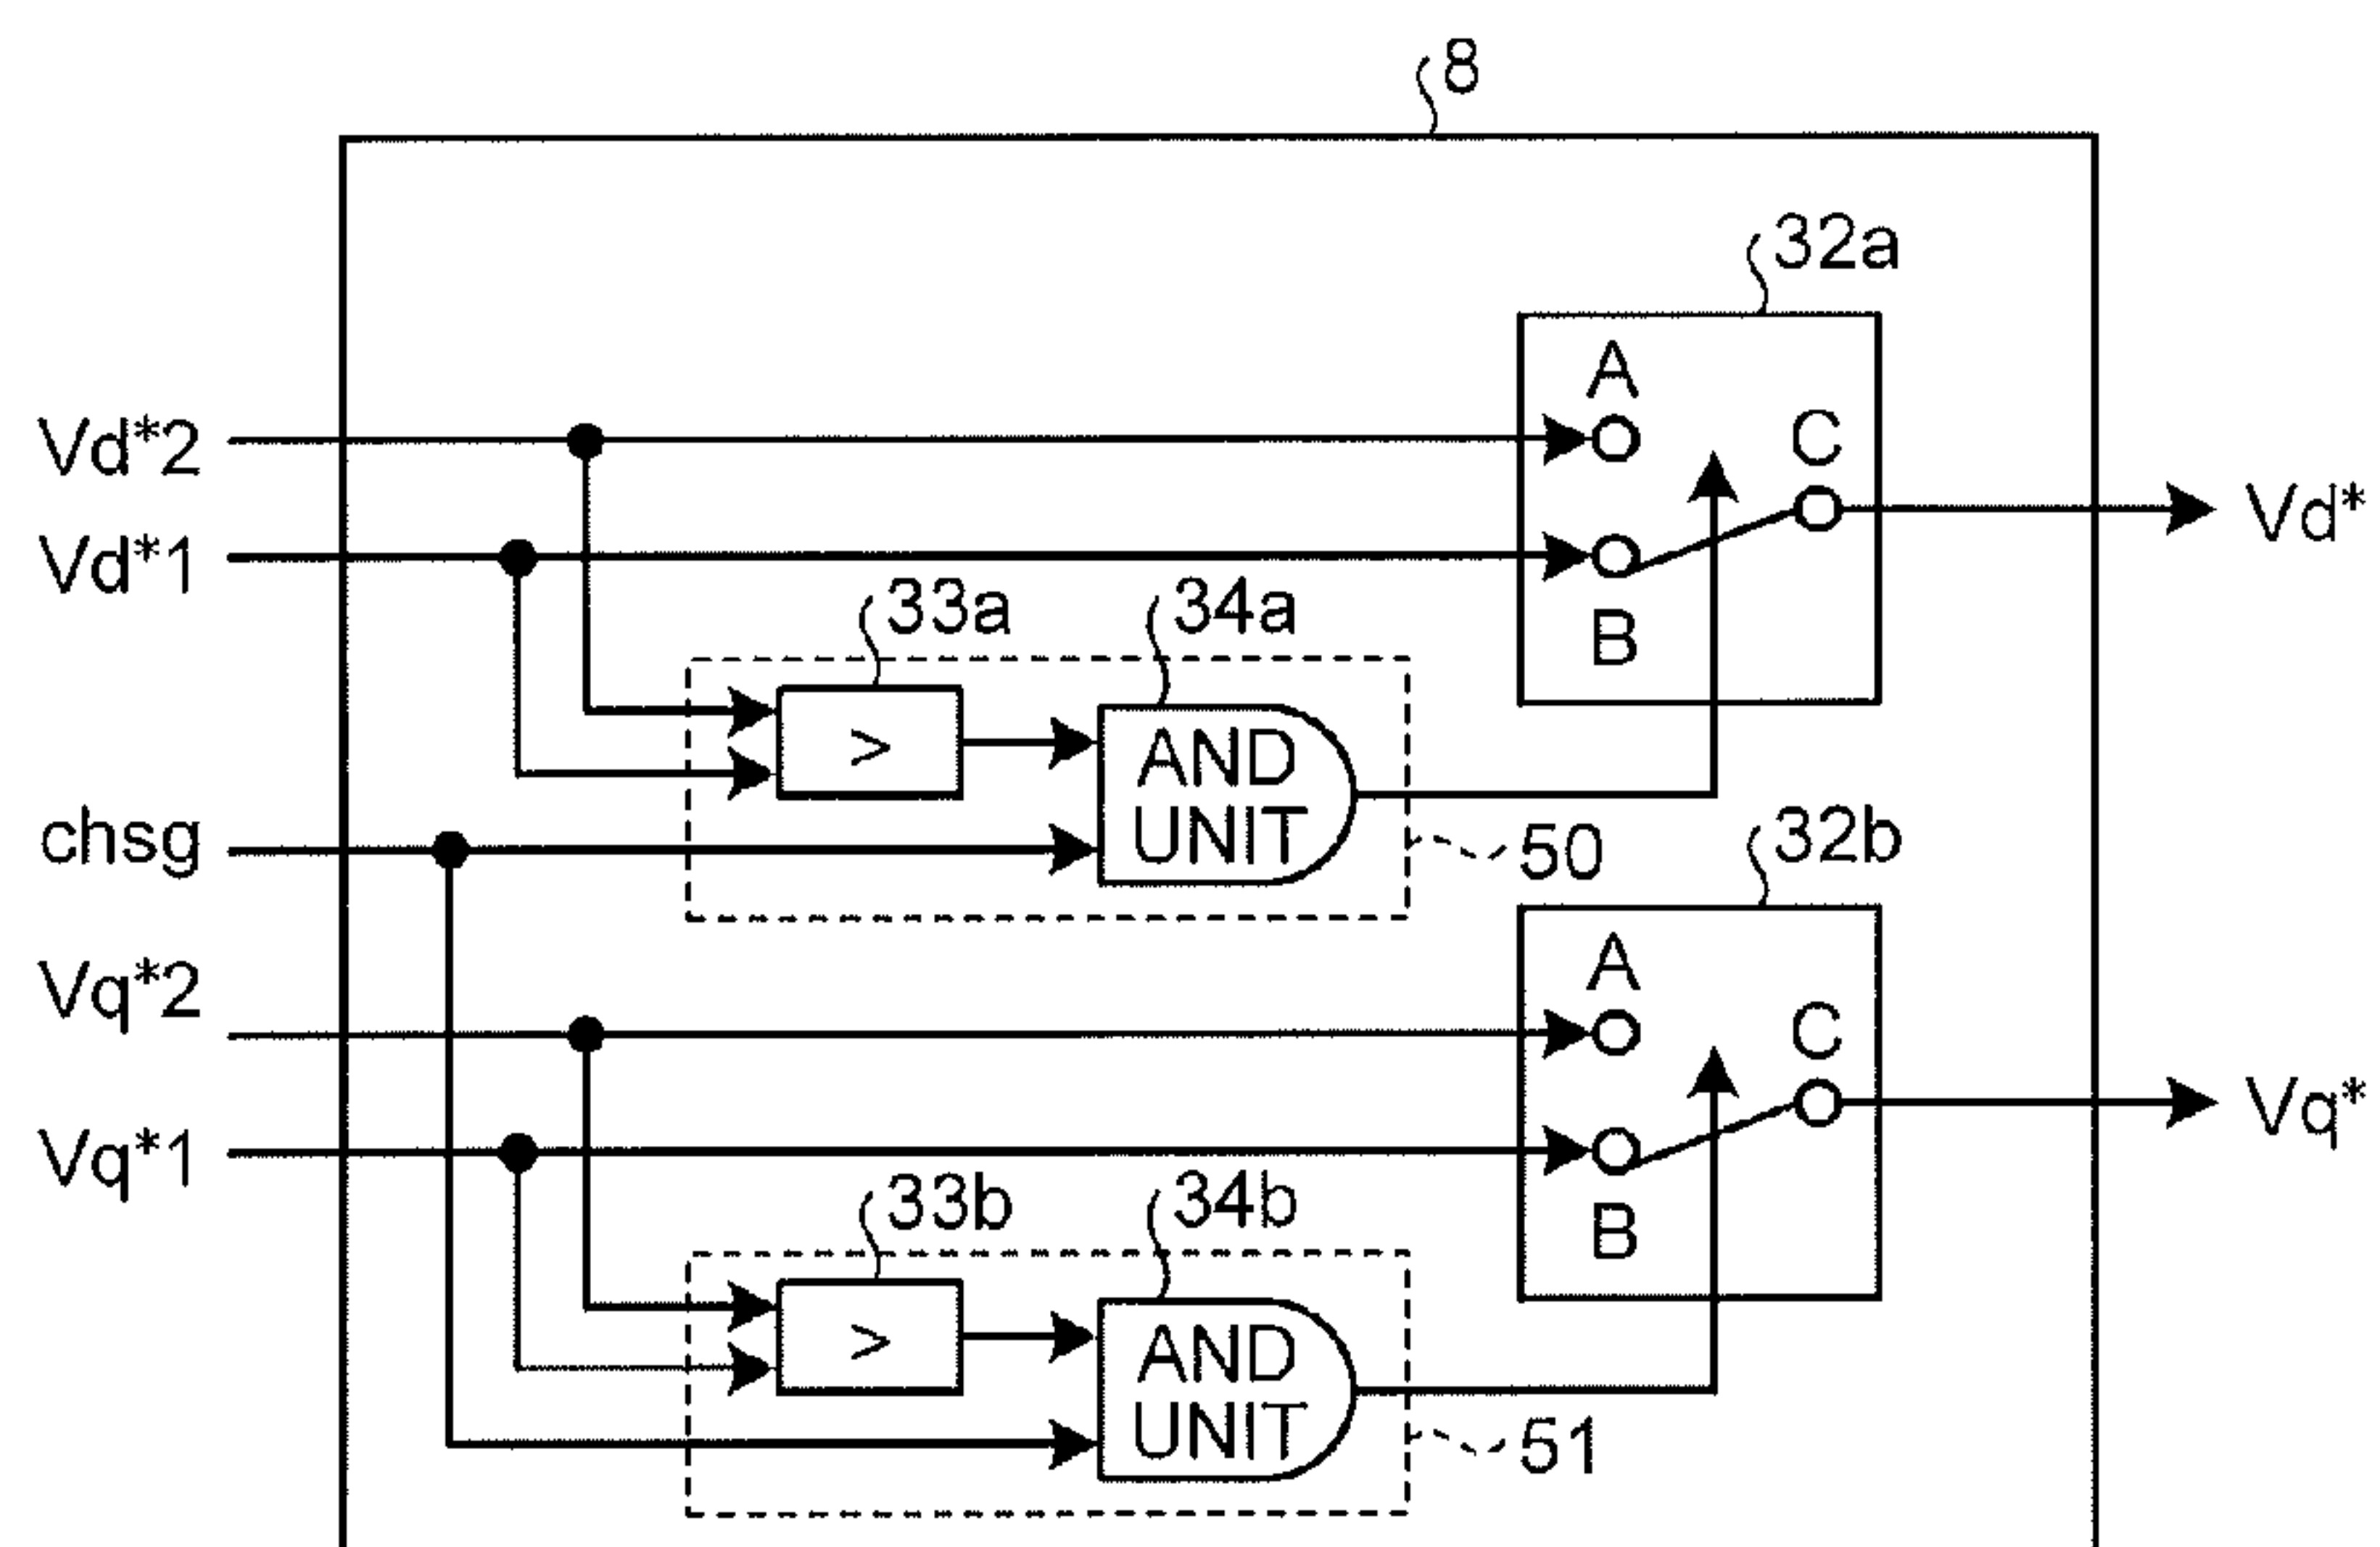 8
32a
A
C
Vd*2
Vd*
Vd*1
B
33a
34a
>
AND
UNIT
chsg
50
32b
A
C
Vq*2
Vq*
Vq*1
B
33b
34b
>
AND
UNIT
51